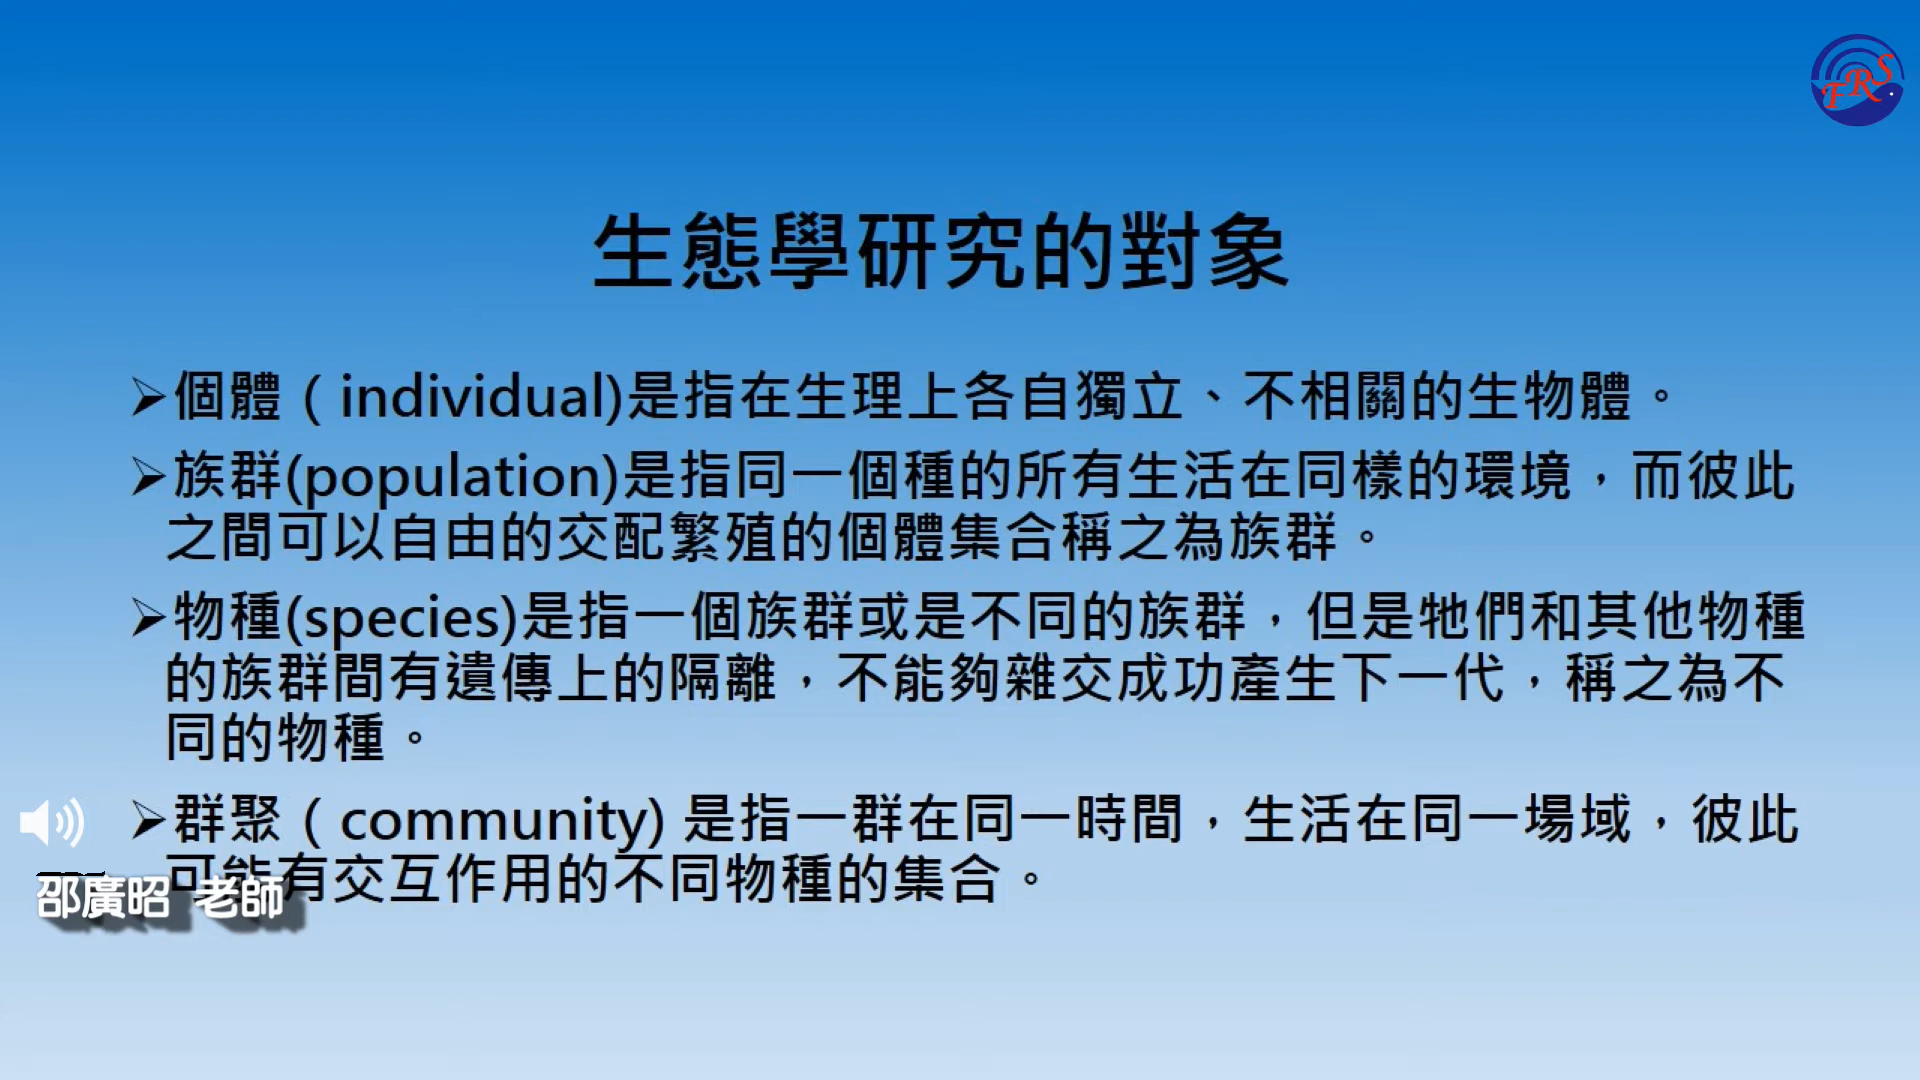 FRS
生態學研究的對象
➢個體（individual)是指在生理上各自獨立、不相關的生物體。
➢族群(population)是指同一個種的所有生活在同樣的環境，而彼此
之間可以自由的交配繁殖的個體集合稱之為族群。
➢物種(species)是指一個族群或是不同的族群，但是牠們和其他物種
的族群間有遺傳上的隔離，不能夠雜交成功產生下一代，稱之為不
同的物種。
➢群聚（community) 是指一群在同一時間，生活在同一場域，彼此
可能有交互作用的不同物種的集合。
邵廣昭 老師